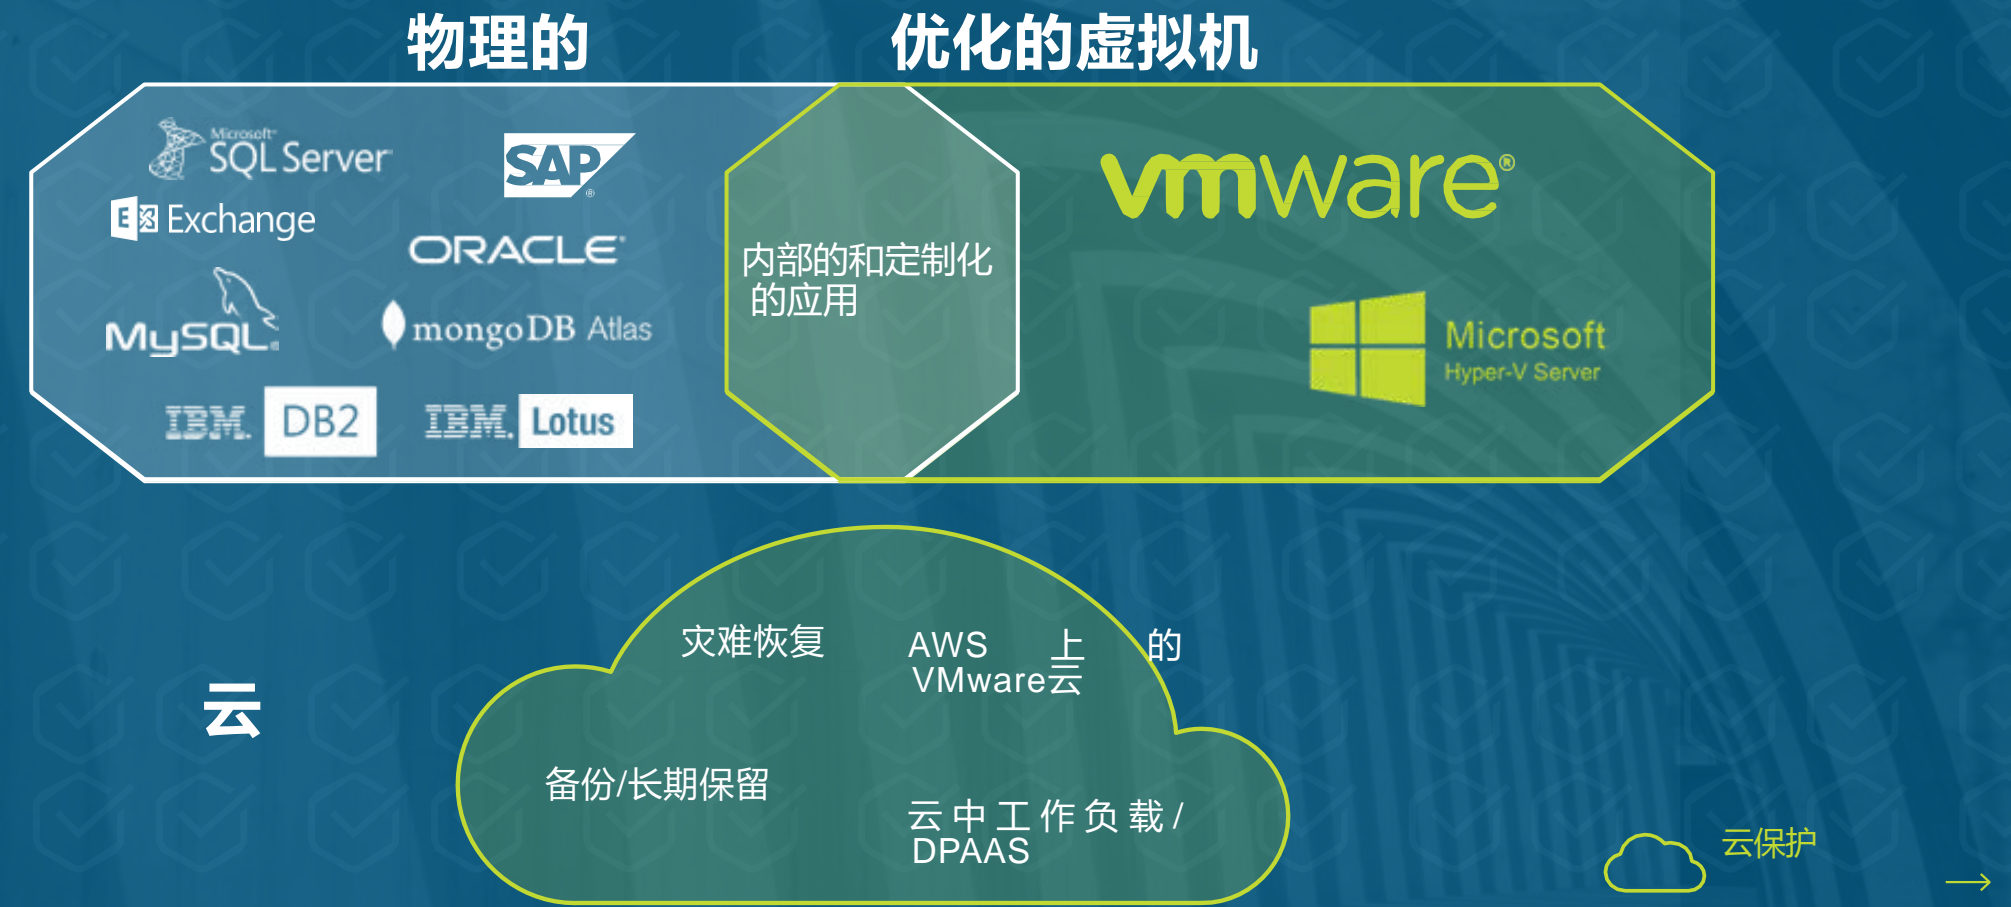 物理的
优化的虚拟机
Microsoft
SQL Server
SAP®
E Exchange
ORACLE
MySQL®
mongoDB Atlas
IBM. DB2
IBM. Lotus
内部的和定制化
的应用
vmware®
Microsoft
Hyper-V Server
云
灾难恢复
AWS 上 的
VMware云
备份/长期保留
云中工作负载/
DPAAS
云保护